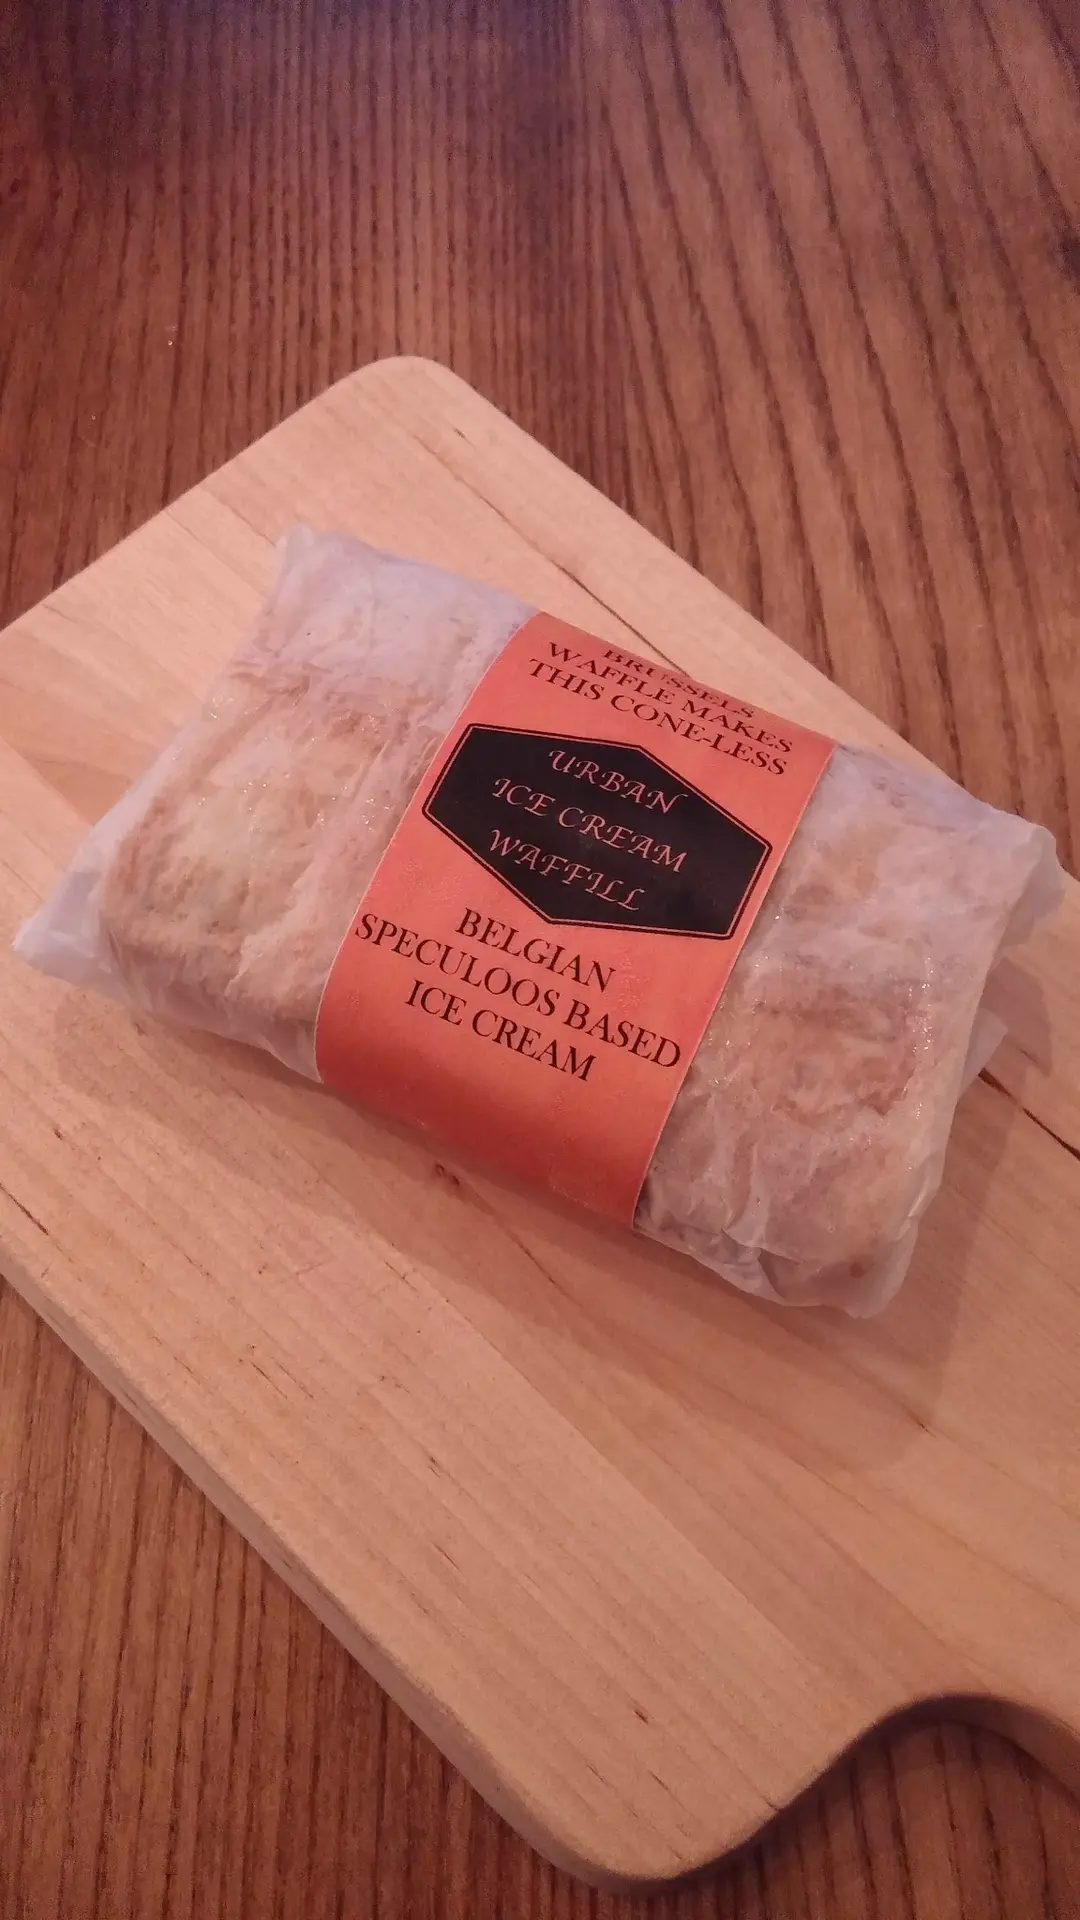 BRUSSELS
WAFFLE MAKES
THIS CONE-LESS
URBAN
ICE CREAM
WAFFILL
BELGIAN
SPECULOOS BASED
ICE CREAM